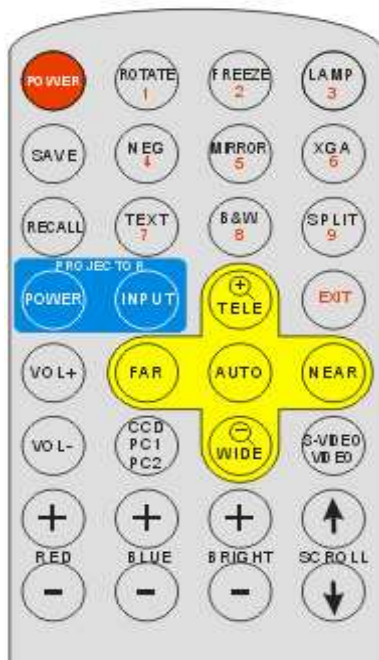 POWER
ROTATE
1
FREEZE
2
LAMP
3
SAVE
NEG
4
MIRROR
5
XGA
6
RECALL
TEXT
7
B&W
8
SPLIT
9
PROJECTOR
POWER
INPUT
TELE
EXIT
VOL+
FAR
AUTO
NEAR
VOL-
CCD
PC1
PC2
WIDE
S-VIDEO
VIDEO
+
+
+
RED
BLUE
BRIGHT
SCROLL
-
-
-